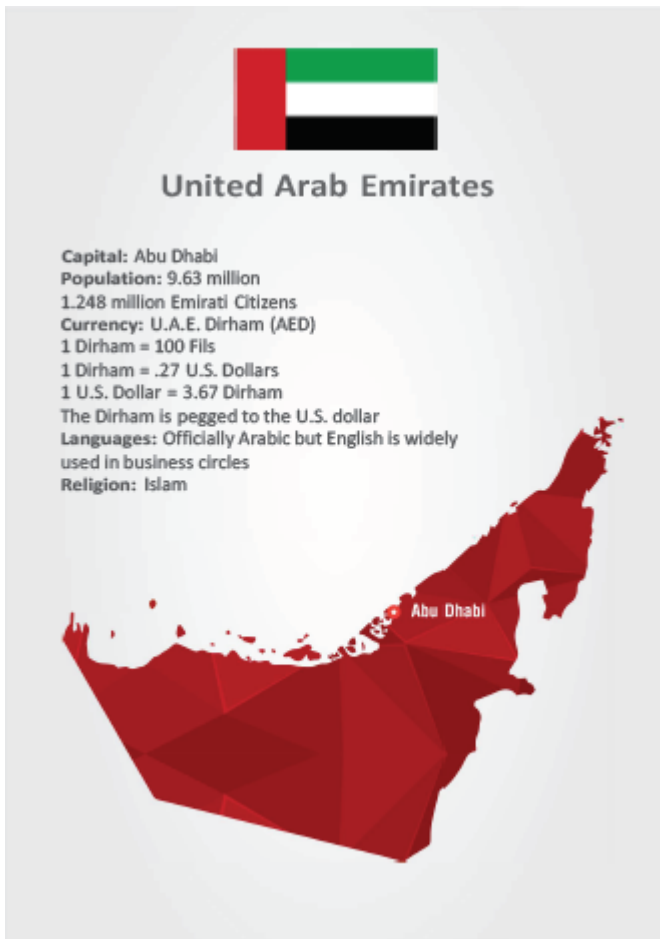 United Arab Emirates
Capital: Abu Dhabi
Population: 9.63 million
1.248 million Emirati Citizens
Currency: U.A.E. Dirham (AED)
1 Dirham = 100 Fils
1 Dirham = .27 U.S. Dollars
1 U.S. Dollar = 3.67 Dirham
The Dirham is pegged to the U.S. dollar
Languages: Officially Arabic but English is widely
used in business circles
Religion: Islam
Abu Dhabi